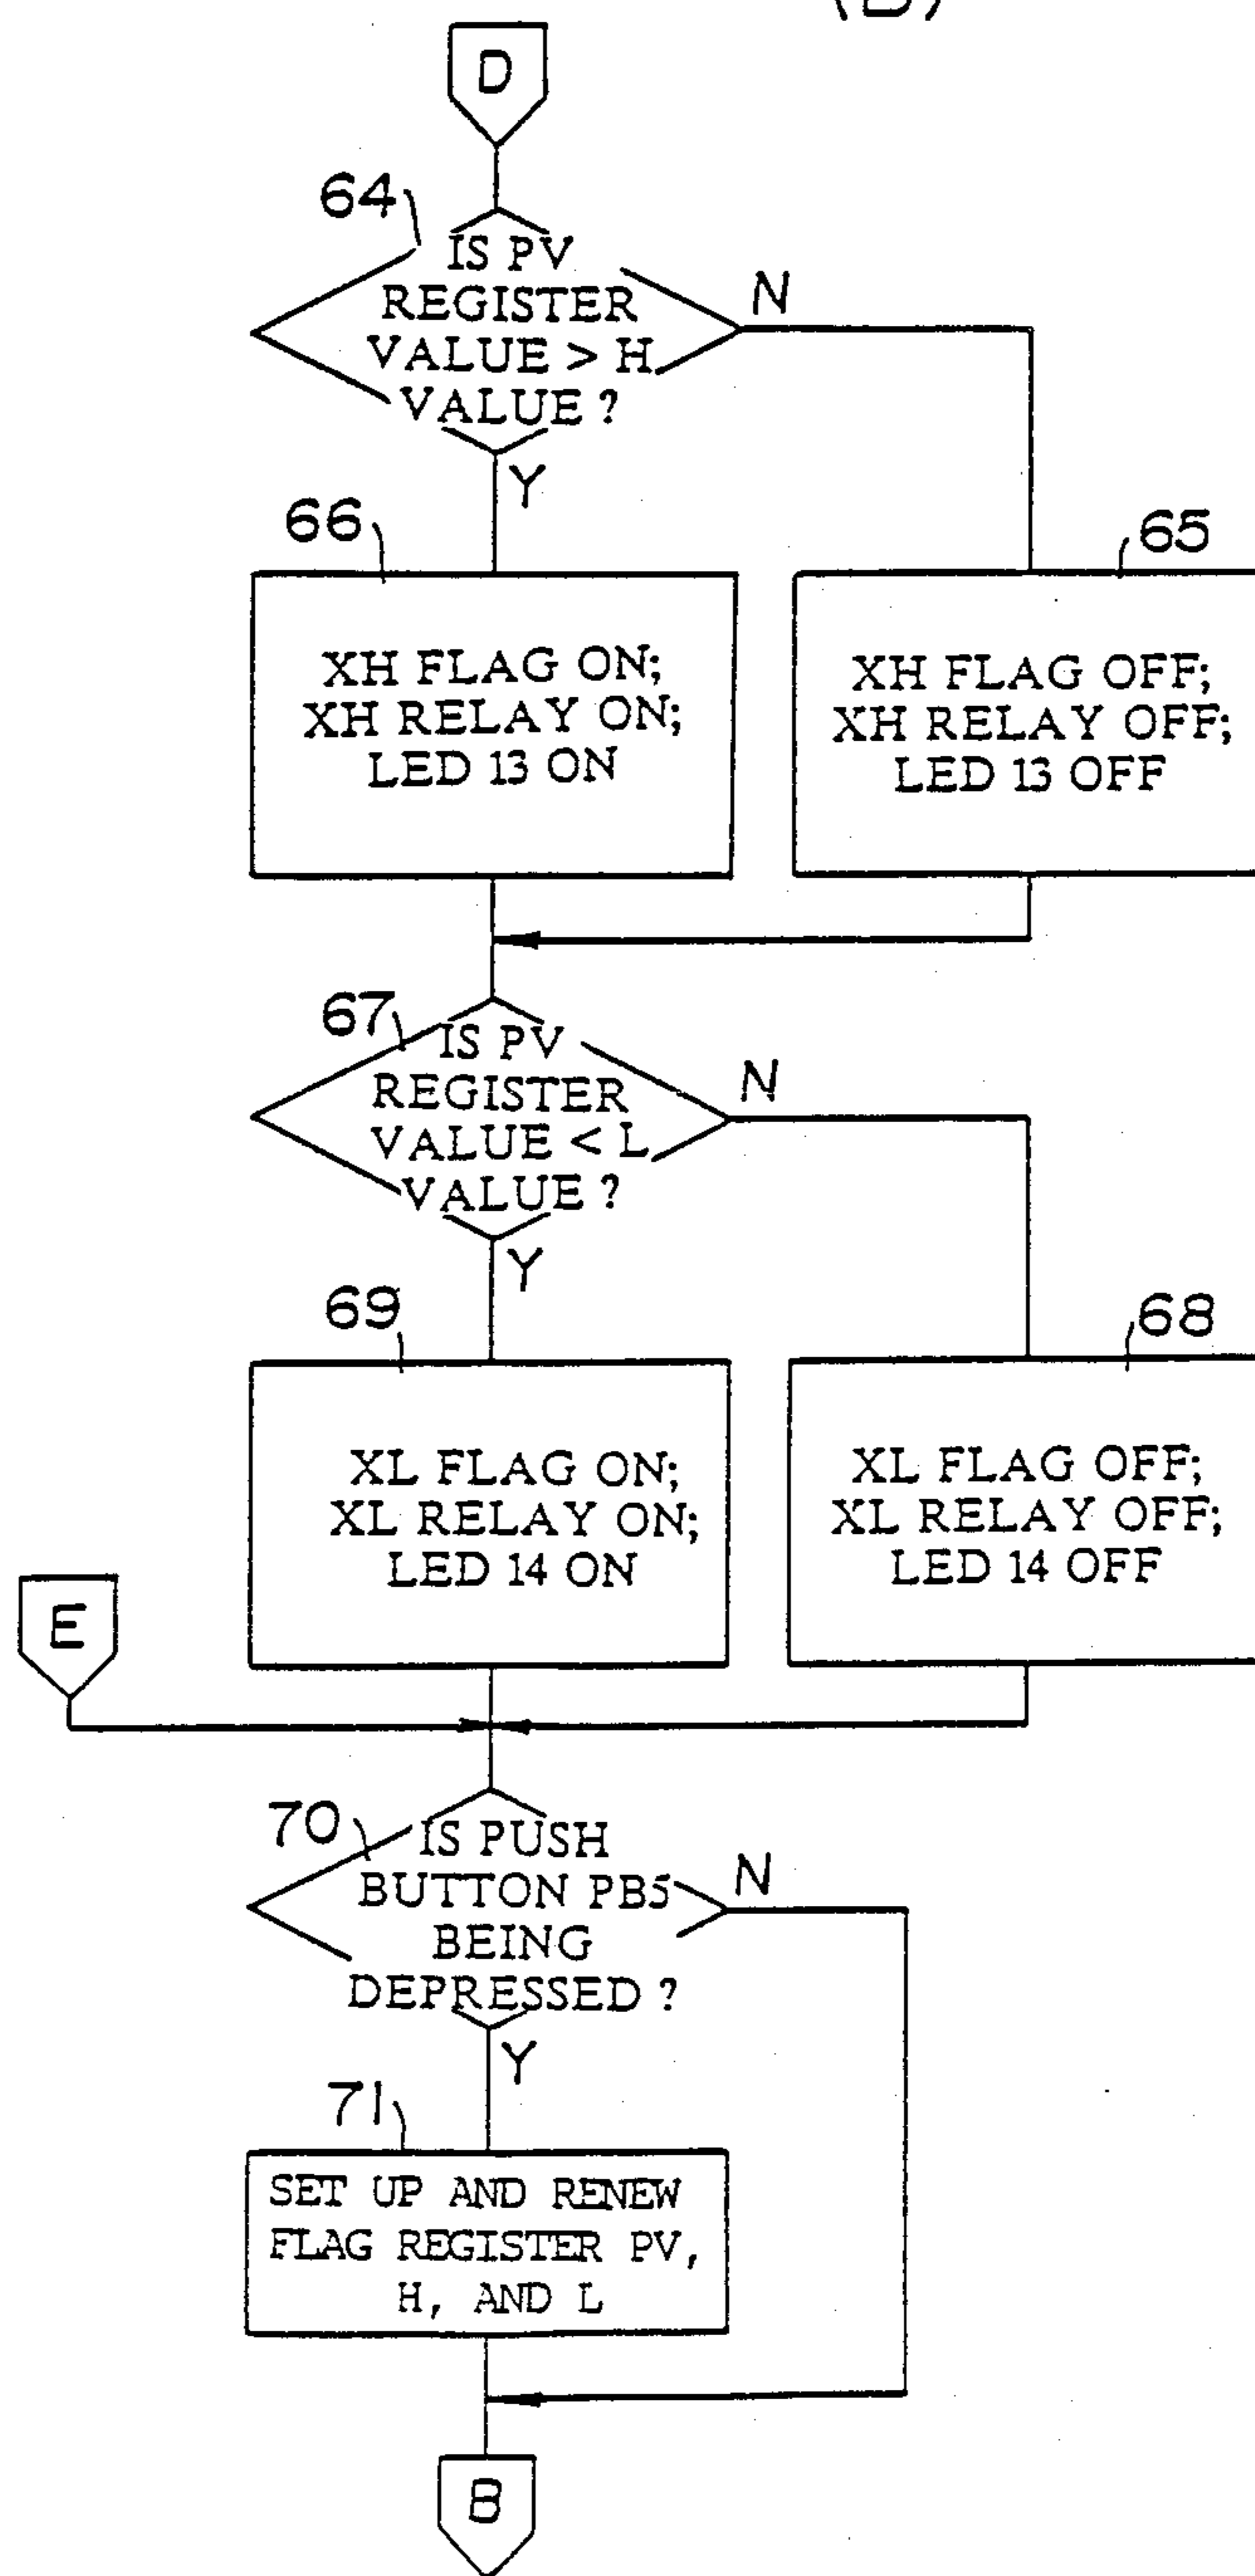 D
64
IS PV
REGISTER
VALUE > H
VALUE ?
N
Y
66
65
XH FLAG ON;
XH RELAY ON;
LED 13 ON
XH FLAG OFF;
XH RELAY OFF;
LED 13 OFF
67
IS PV
REGISTER
VALUE < L
VALUE ?
N
Y
69
68
XL FLAG ON;
XL RELAY ON;
LED 14 ON
XL FLAG OFF;
XL RELAY OFF;
LED 14 OFF
E
70
IS PUSH
BUTTON PB5
BEING
DEPRESSED ?
N
Y
71
SET UP AND RENEW
FLAG REGISTER PV,
H, AND L
B